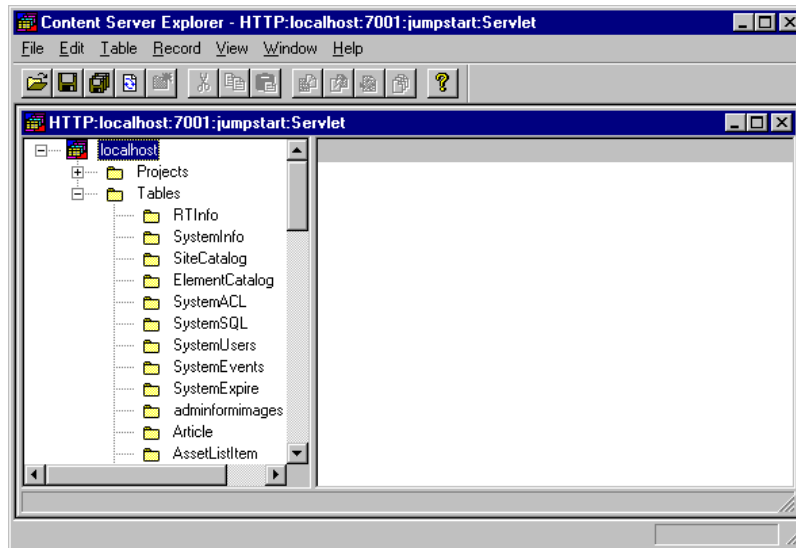 Content Server Explorer - HTTP:localhost:7001:jumpstart:Servlet
File Edit Table Record View Window Help
HTTP:localhost:7001:jumpstart:Servlet
localhost
Projects
Tables
RTInfo
SystemInfo
SiteCatalog
ElementCatalog
SystemACL
SystemSQL
SystemUsers
SystemEvents
SystemExpire
adminformimages
Article
AssetListItem